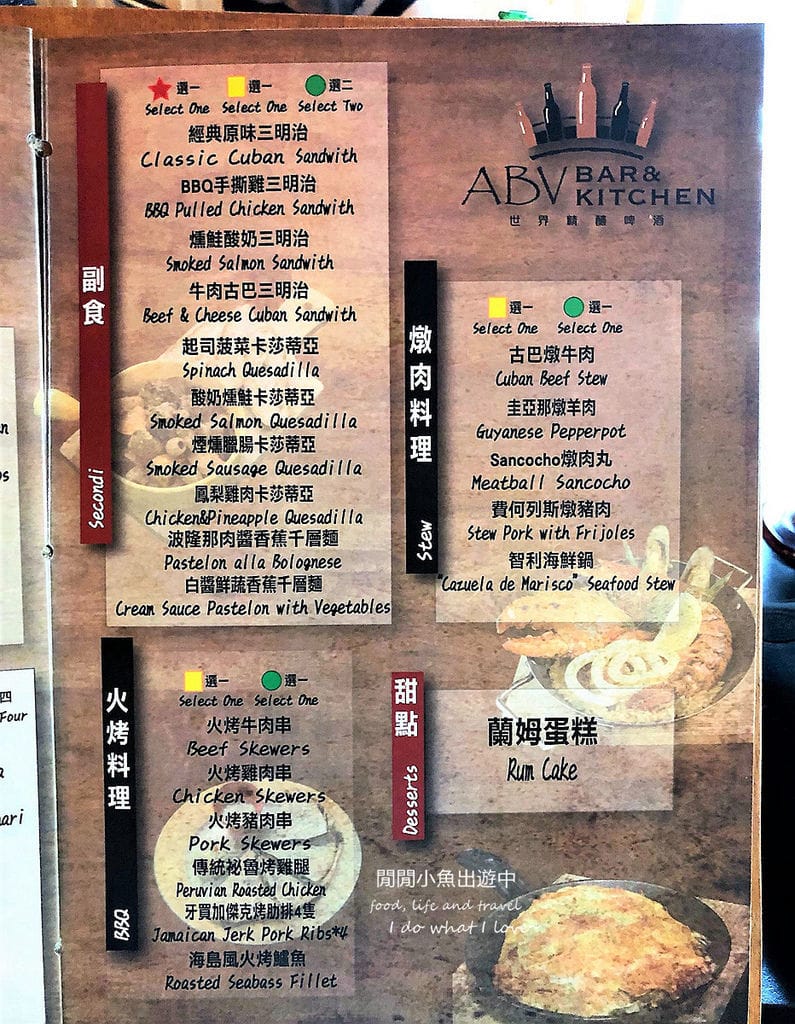 n
os
四
Four
a
nari
副食
Secondi
選一 選一 選二
Select One Select One Select Two
經典原味三明治
Classic Cuban Sandwith
BBQ手撕雞三明治
BBQ Pulled Chicken Sandwith
燻鮭酸奶三明治
Smoked Salmon Sandwith
牛肉古巴三明治
Beef & Cheese Cuban Sandwith
起司菠菜卡莎蒂亞
Spinach Quesadilla
酸奶燻鮭卡莎蒂亞
Smoked Salmon Quesadilla
煙燻臘腸卡莎蒂亞
Smoked Sausage Quesadilla
鳳梨雞肉卡莎蒂亞
Chicken&Pineapple Quesadilla
波隆那肉醬香蕉千層麵
Pastelon alla Bolognese
白醬鮮蔬香蕉千層麵
Cream Sauce Pastelon with Vegetables
火烤料理
BBQ
選一 選一
Select One Select One
火烤牛肉串
Beef Skewers
火烤雞肉串
Chicken Skewers
火烤豬肉串
Pork Skewers
傳統祕魯烤雞腿
Peruvian Roasted Chicken
牙買加傑克烤肋排4隻
Jamaican Jerk Pork Ribs*4
海島風火烤鱸魚
Roasted Seabass Fillet
ABV BAR& KITCHEN
世界精釀啤酒
燉肉料理
Stew
選一 選一
Select One Select One
古巴燉牛肉
Cuban Beef Stew
圭亞那燉羊肉
Guyanese Pepperpot
Sancocho燉肉丸
Meatball Sancocho
費何列斯燉豬肉
Stew Pork with Frijoles
智利海鮮鍋
"Cazuela de Marisco" Seafood Stew
甜點
Desserts
蘭姆蛋糕
Rum Cake
閒閒小魚出遊中
food, life and travel
I do what I love